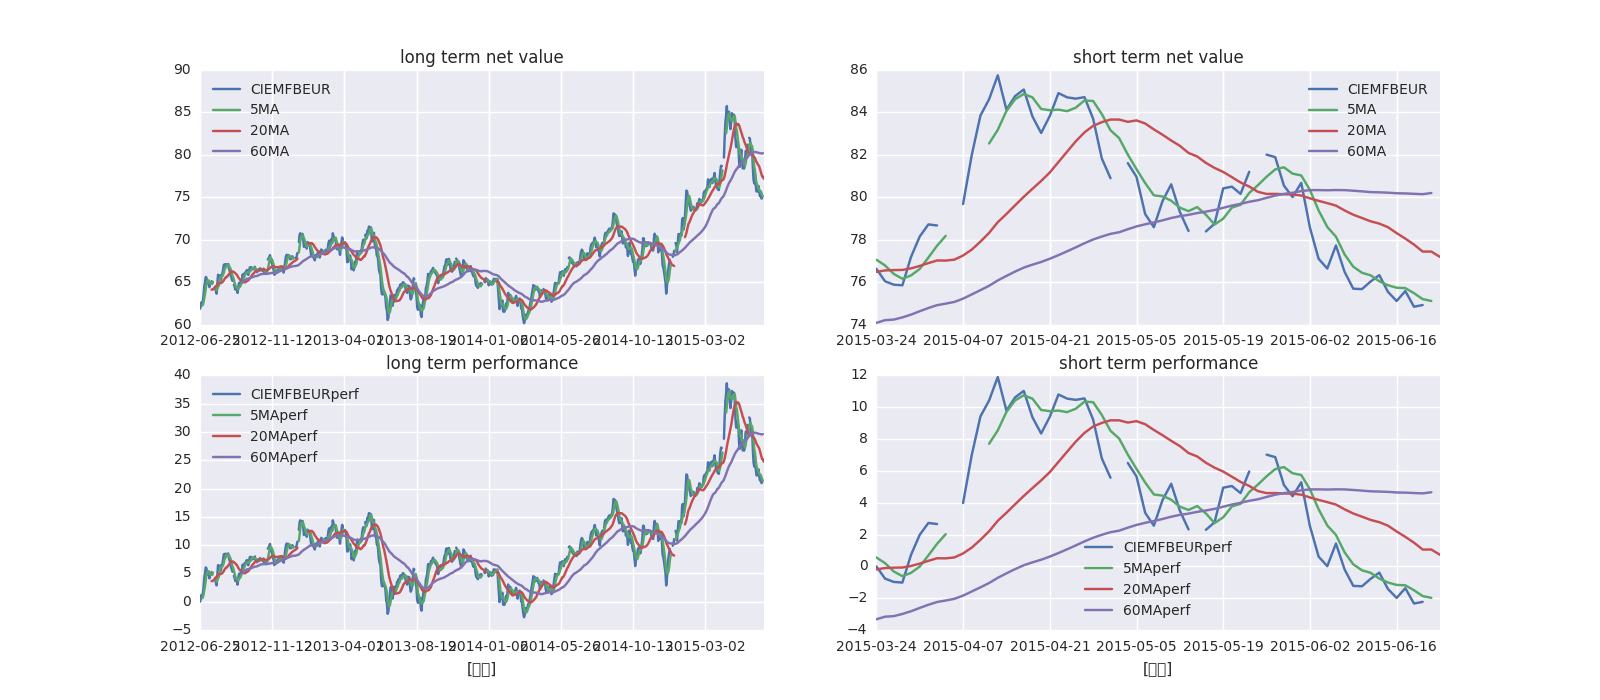 long term net value
90
85
80
75
70
65
60
CIEMFBEUR
5MA
20MA
60MA
2012-06-25 2012-11-12 2013-04-01 2013-08-19 2014-01-06 2014-05-26 2014-10-13 2015-03-02
short term net value
86
84
82
80
78
76
74
CIEMFBEUR
5MA
20MA
60MA
2015-03-24 2015-04-07 2015-04-21 2015-05-05 2015-05-19 2015-06-02 2015-06-16
long term performance
40
35
30
25
20
15
10
5
0
−5
CIEMFBEURperf
5MAperf
20MAperf
60MAperf
2012-06-25 2012-11-12 2013-04-01 2013-08-19 2014-01-06 2014-05-26 2014-10-13 2015-03-02
short term performance
12
10
8
6
4
2
0
−2
−4
CIEMFBEURperf
5MAperf
20MAperf
60MAperf
2015-03-24 2015-04-07 2015-04-21 2015-05-05 2015-05-19 2015-06-02 2015-06-16